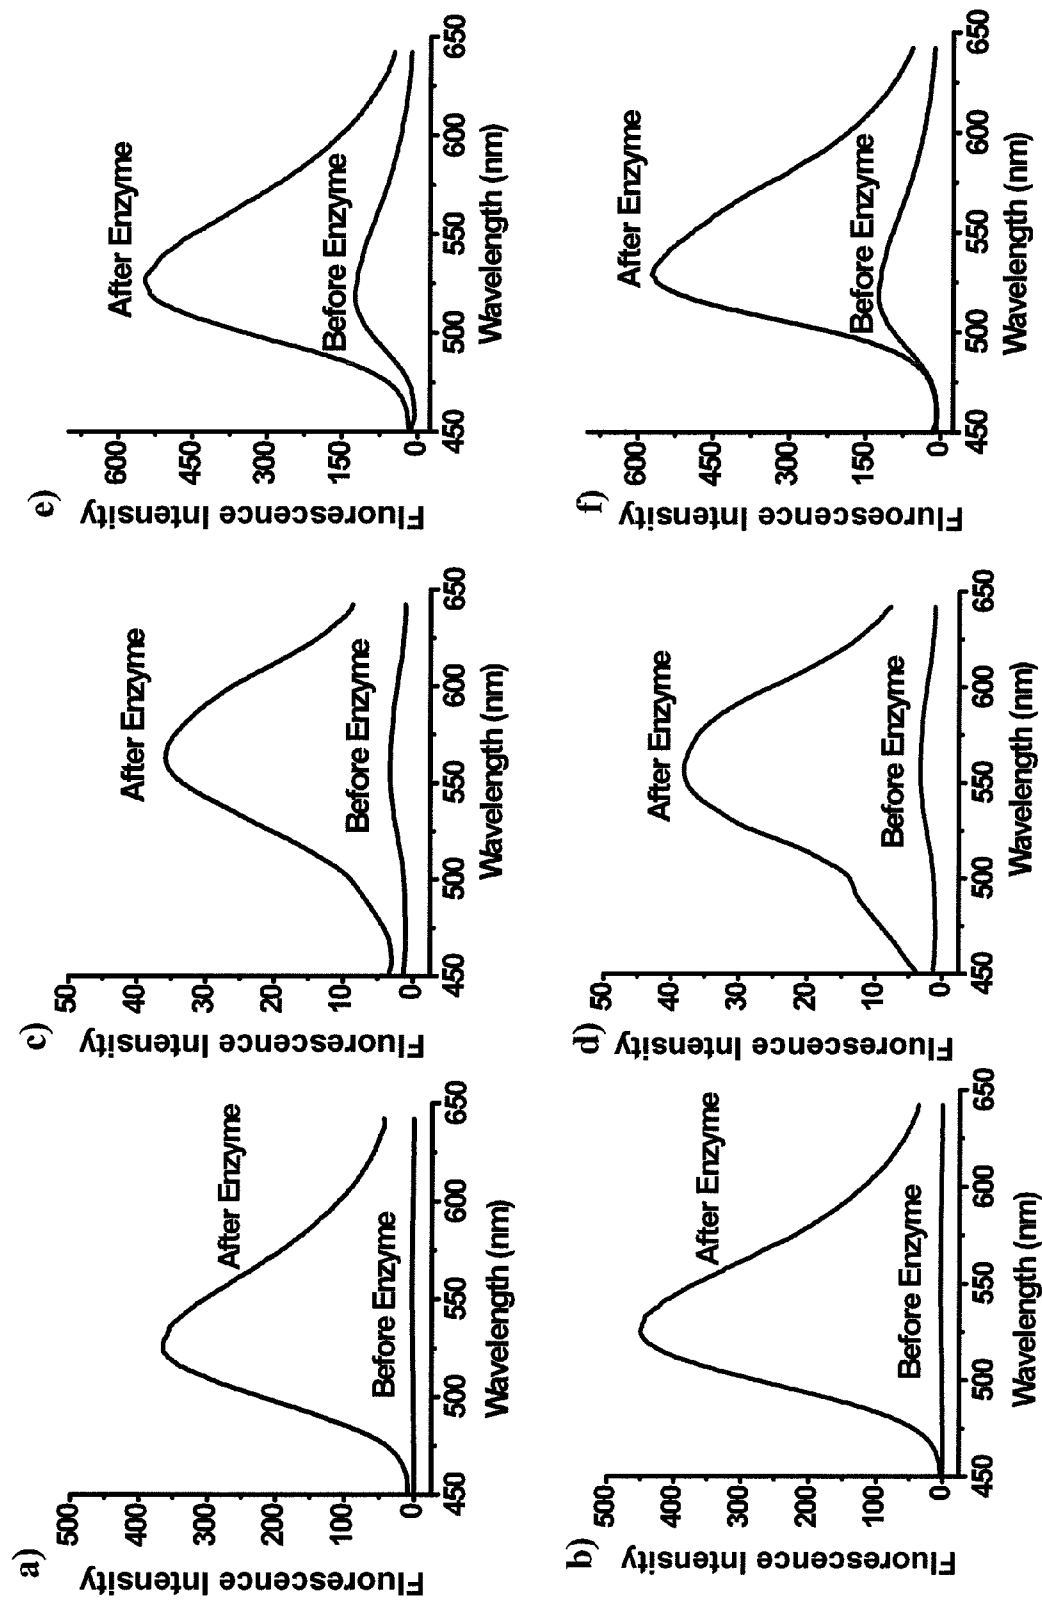 a)
Fluorescence Intensity
500
400
300
200
100
0
After Enzyme
Before Enzyme
450 500 550 600 650
Wavelength (nm)
c)
Fluorescence Intensity
50
40
30
20
10
0
After Enzyme
Before Enzyme
450 500 550 600 650
Wavelength (nm)
e)
Fluorescence Intensity
600
450
300
150
0
After Enzyme
Before Enzyme
450 500 550 600 650
Wavelength (nm)
b)
Fluorescence Intensity
500
400
300
200
100
0
After Enzyme
Before Enzyme
450 500 550 600 650
Wavelength (nm)
d)
Fluorescence Intensity
50
40
30
20
10
0
After Enzyme
Before Enzyme
450 500 550 600 650
Wavelength (nm)
f)
Fluroescence Intensity
600
450
300
150
0
After Enzyme
Before Enzyme
450 500 550 600 650
Wavelength (nm)